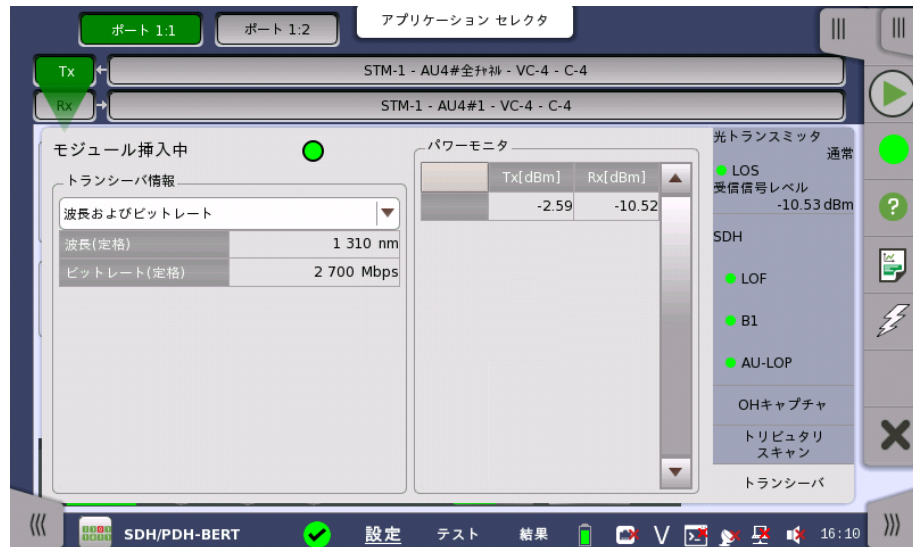 ポート 1:1
ポート 1:2
アプリケーション セレクタ
Tx
STM-1 - AU4#全ﾁｬﾈﾙ - VC-4 - C-4
Rx
STM-1 - AU4#1 - VC-4 - C-4
モジュール挿入中
トランシーバ情報
波長およびビットレート
波長(定格)
1 310 nm
ビットレート(定格)
2 700 Mbps
パワーモニタ
Tx[dBm]
Rx[dBm]
-2.59
-10.52
光トランスミッタ
通常
LOS
受信信号レベル
-10.53 dBm
SDH
LOF
B1
AU-LOP
OHキャプチャ
トリビュタリ
スキャン
トランシーバ
SDH/PDH-BERT
設定
テスト
結果
16:10